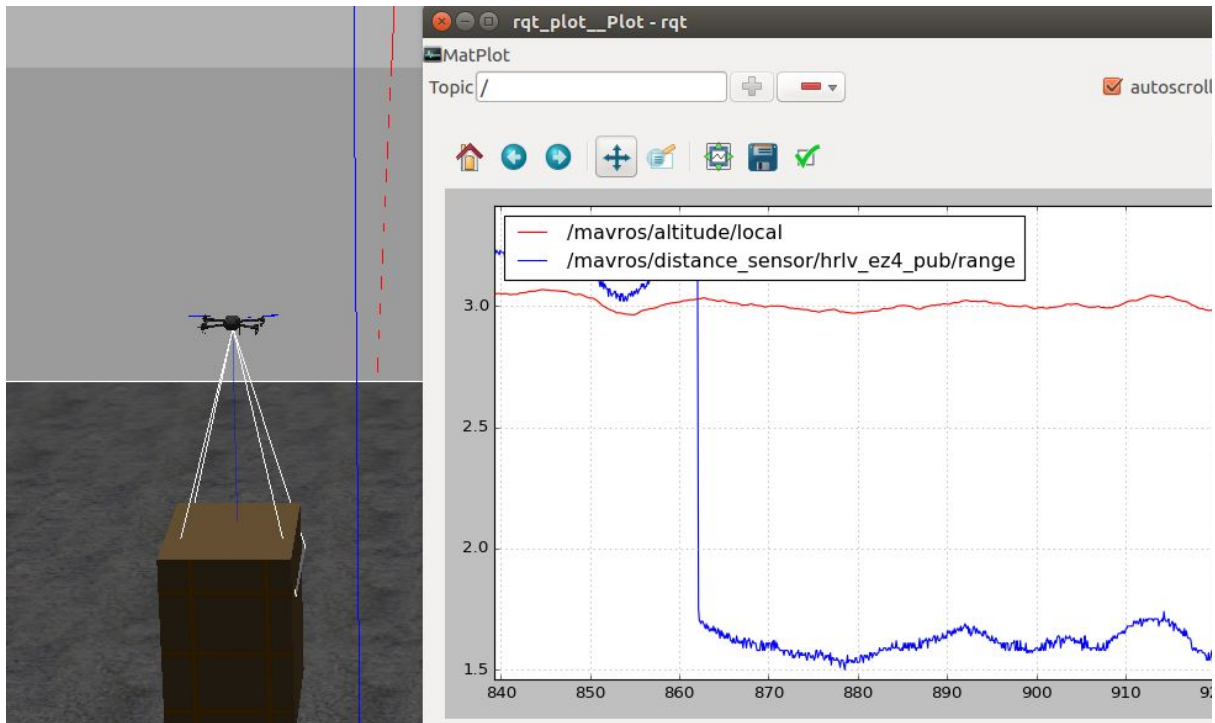 rqt_plot__Plot - rqt
MatPlot
Topic /
autoscroll
/mavros/altitude/local
/mavros/distance_sensor/hrlv_ez4_pub/range
3.0
2.5
2.0
1.5
840 850 860 870 880 890 900 910